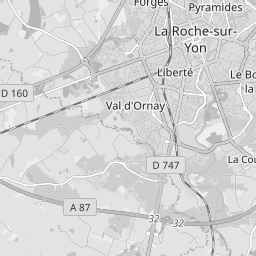 Forges
Pyramides
La Roche-sur-
Yon
Liberté
Le Bo
la
D 160
Val d'Ornay
D 747
La Cou
A 87
32
32